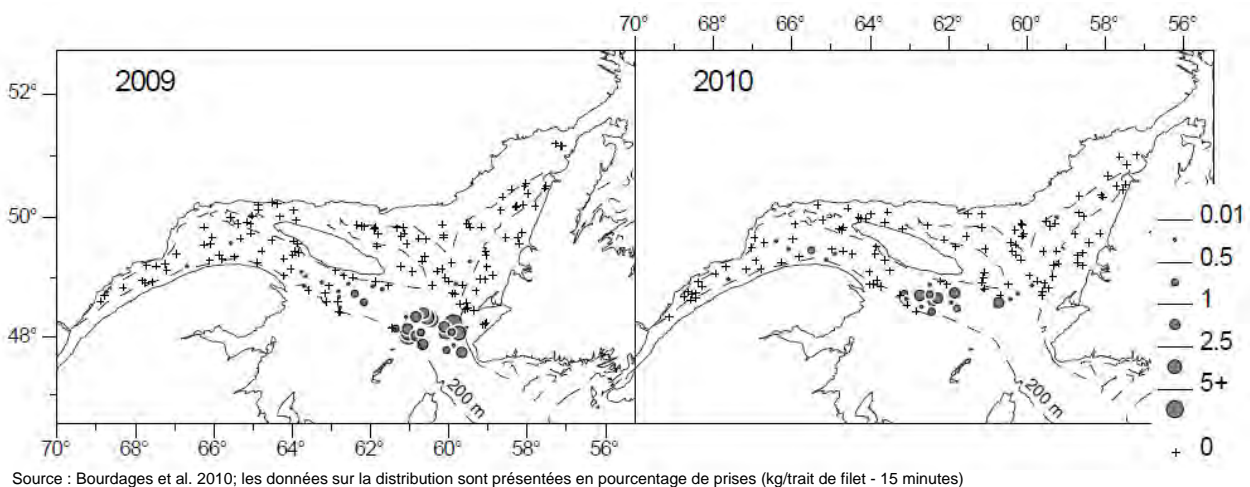 70° 68° 66° 64° 62° 60° 58° 56°
2009
2010
52°
50°
48°
0.01
0.5
1
2.5
5+
0
200 m
200 m
70° 68° 66° 64° 62° 60° 58° 56°
Source : Bourdages et al. 2010; les données sur la distribution sont présentées en pourcentage de prises (kg/trait de filet - 15 minutes)